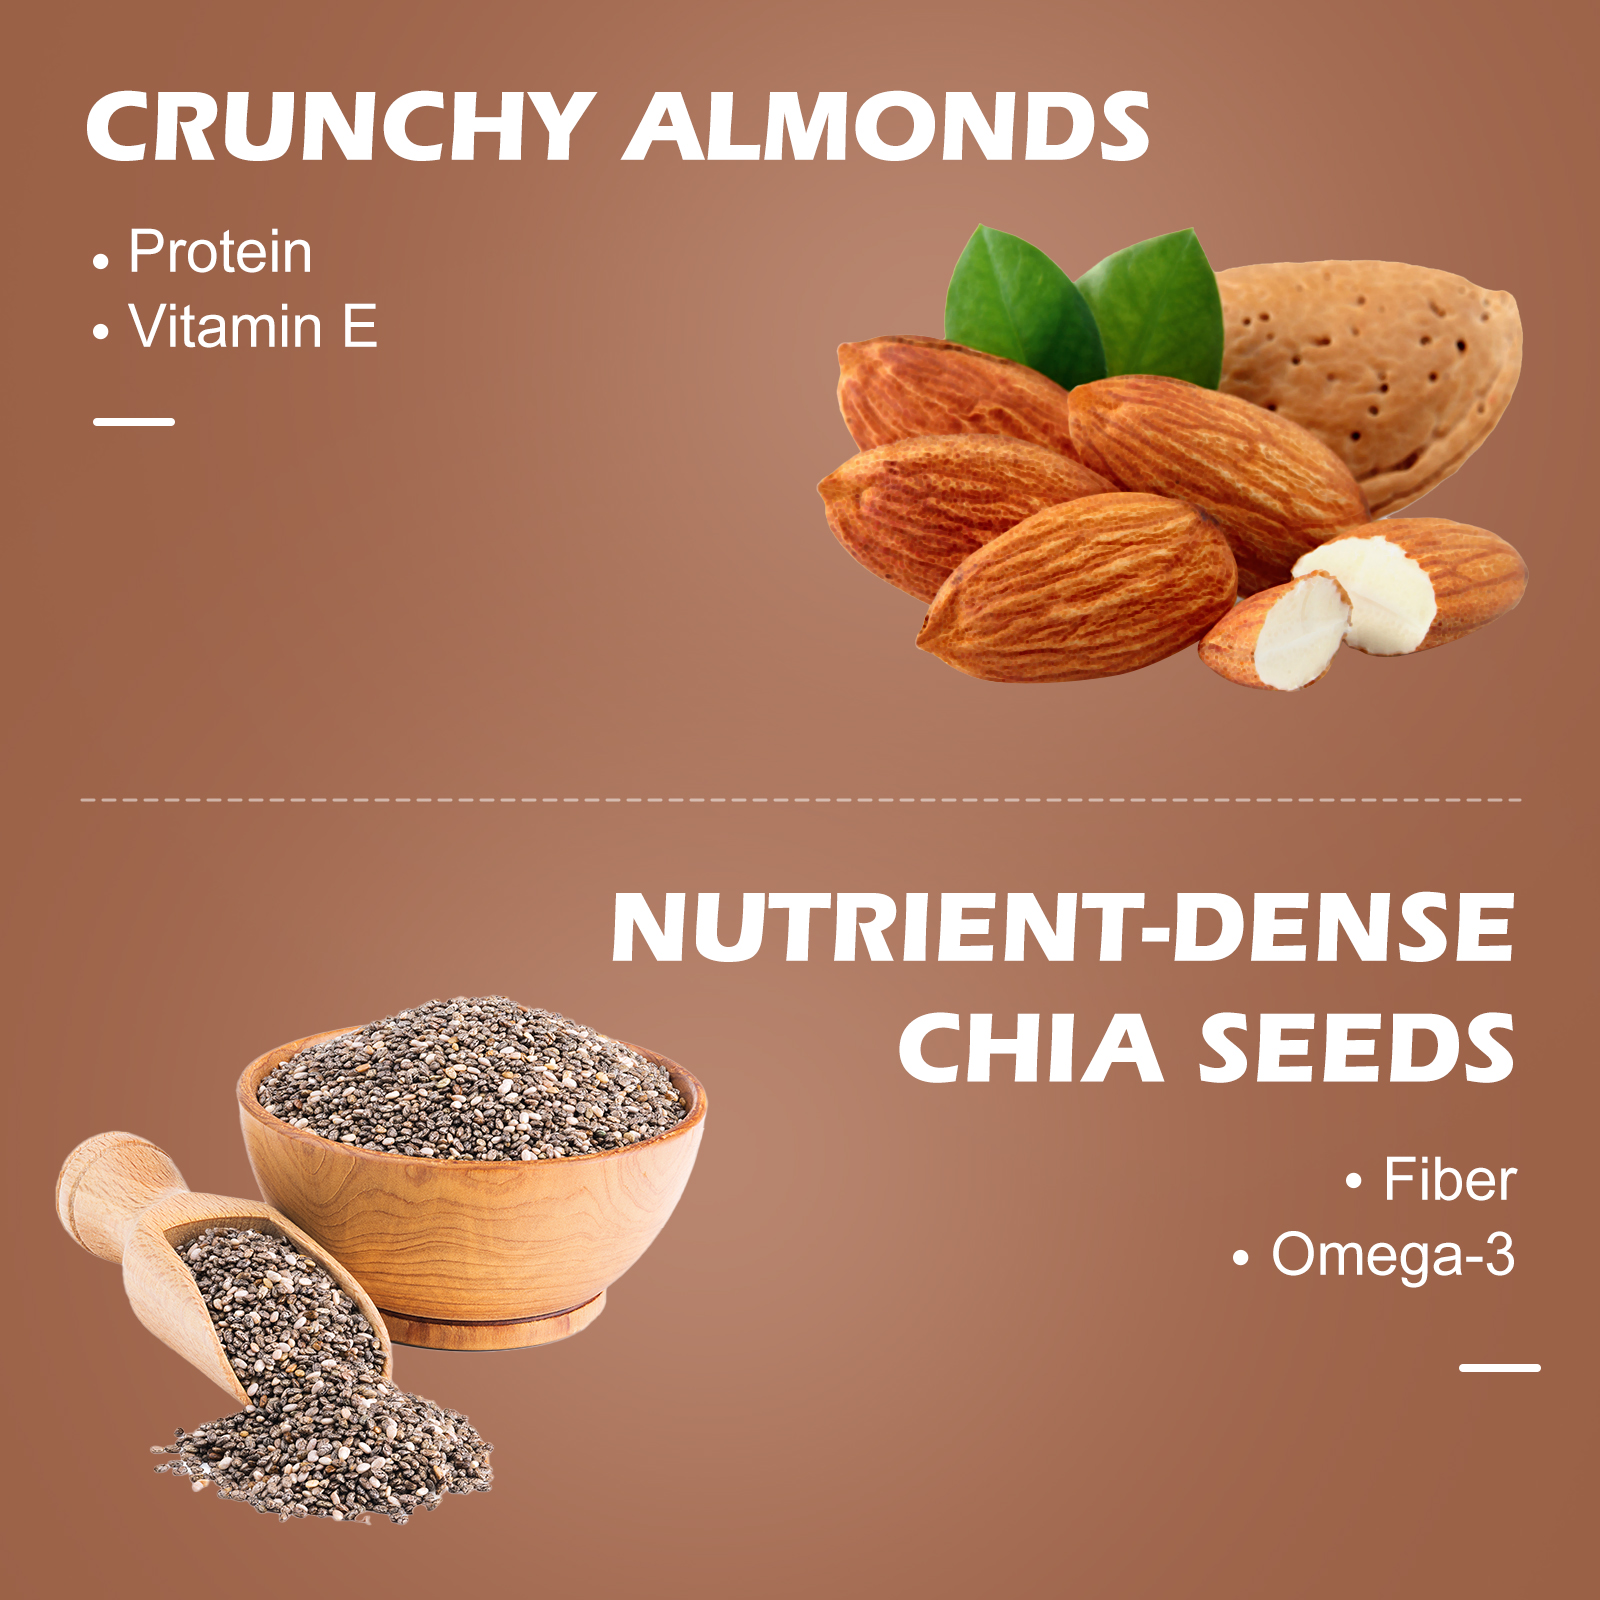 CRUNCHY ALMONDS
• Protein
• Vitamin E
NUTRIENT-DENSE
CHIA SEEDS
• Fiber
• Omega-3